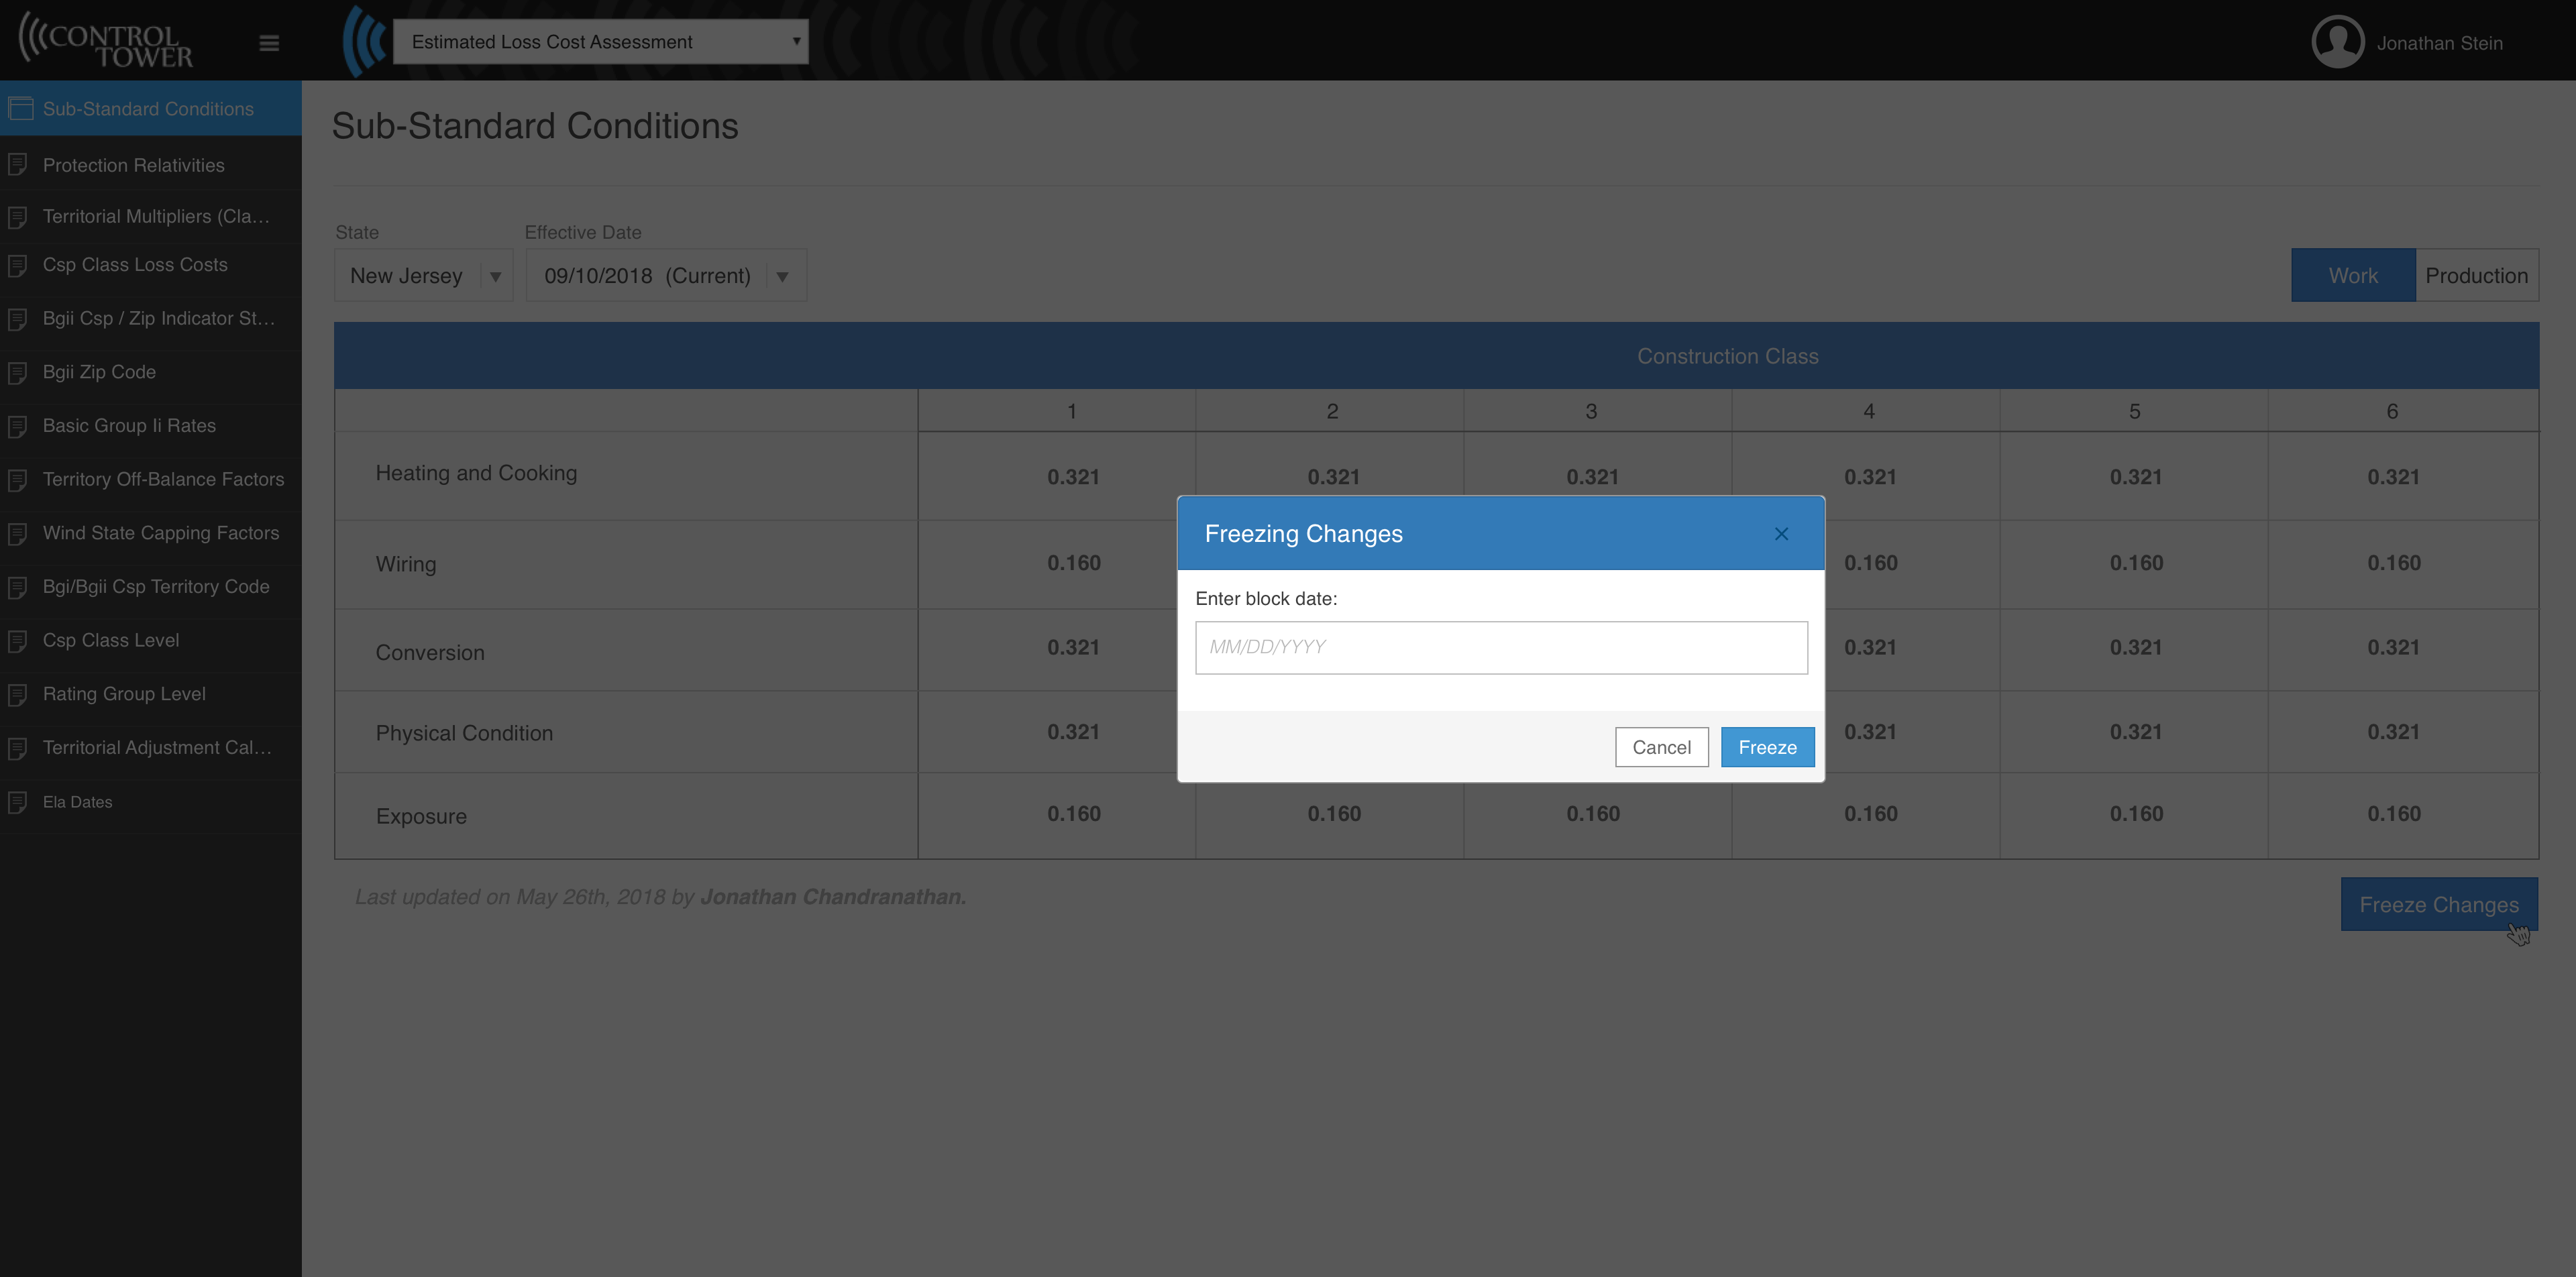 CONTROL
TOWER
Estimated Loss Cost Assessment
Jonathan Stein
Sub-Standard Conditions
Protection Relativities
Territorial Multipliers (Cla...
Csp Class Loss Costs
Bgii Csp / Zip Indicator St...
Bgii Zip Code
Basic Group Ii Rates
Territory Off-Balance Factors
Wind State Capping Factors
Bgi/Bgii Csp Territory Code
Csp Class Level
Rating Group Level
Territorial Adjustment Cal...
Ela Dates
Sub-Standard Conditions
State Effective Date
New Jersey 09/10/2018 (Current) Work Production
Construction Class
1 2 3 4 5 6
Heating and Cooking 0.321 0.321 0.321 0.321 0.321 0.321
Wiring 0.160 0.160 0.160 0.160
Conversion 0.321 0.321 0.321 0.321
Physical Condition 0.321 0.321 0.321 0.321
Exposure 0.160 0.160 0.160 0.160 0.160 0.160
Freezing Changes ×
Enter block date:
MM/DD/YYYY
Cancel Freeze
Last updated on May 26th, 2018 by Jonathan Chandranathan.
Freeze Changes